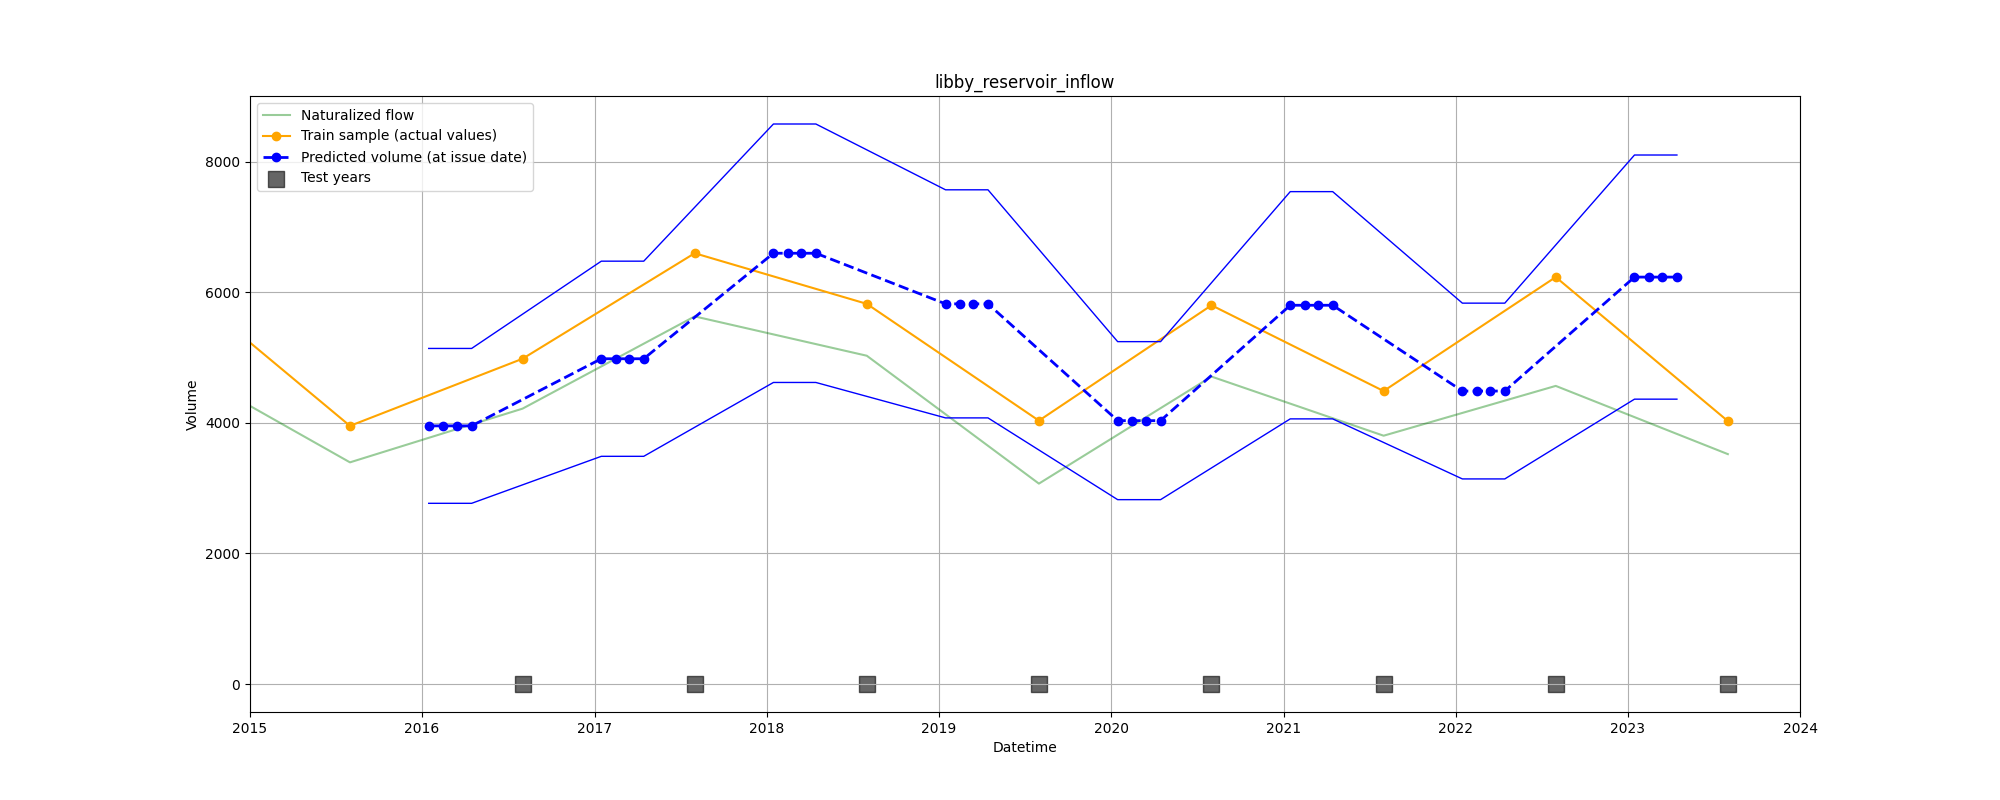 libby_reservoir_inflow
Naturalized flow
Train sample (actual values)
Predicted volume (at issue date)
Test years
8000
6000
4000
2000
0
Volume
2015 2016 2017 2018 2019 2020 2021 2022 2023 2024
Datetime